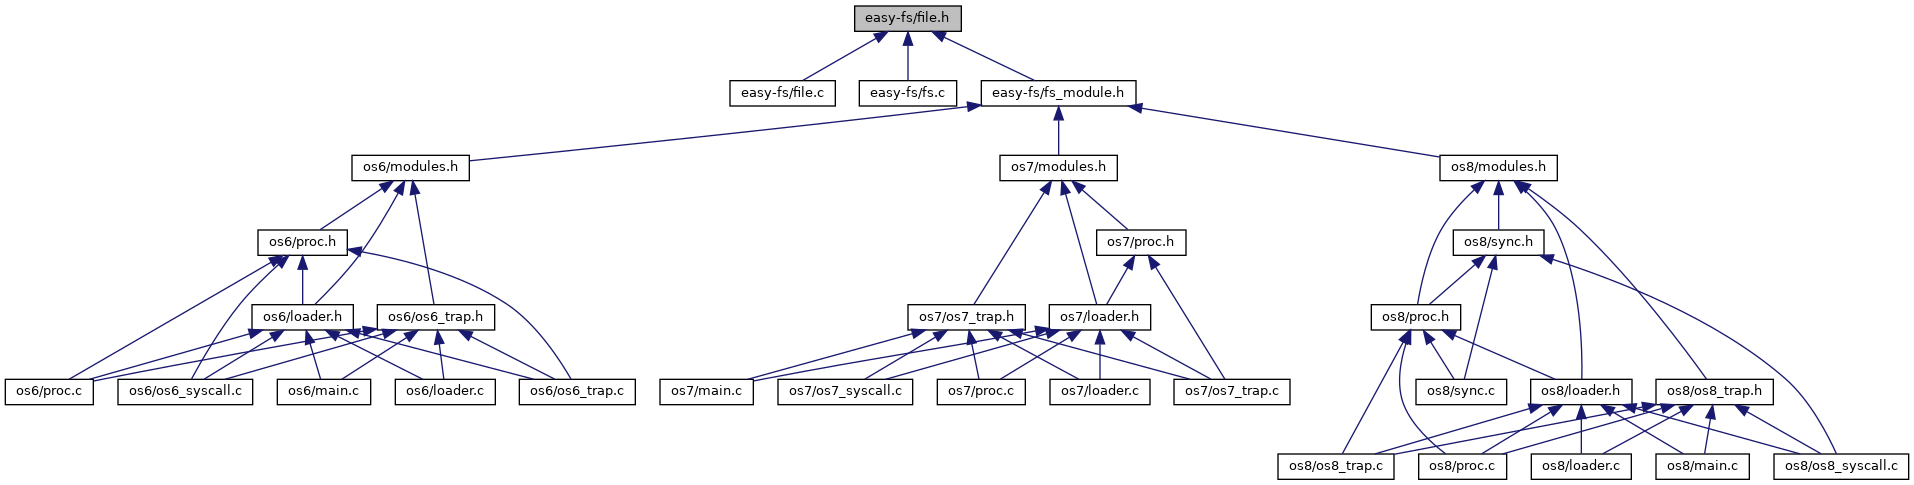 easy-fs/file.h
easy-fs/file.c
easy-fs/fs.c
easy-fs/fs_module.h
os6/modules.h
os7/modules.h
os8/modules.h
os6/proc.h
os7/proc.h
os8/sync.h
os6/loader.h
os6/os6_trap.h
os7/os7_trap.h
os7/loader.h
os8/proc.h
os6/proc.c
os6/os6_syscall.c
os6/main.c
os6/loader.c
os6/os6_trap.c
os7/main.c
os7/os7_syscall.c
os7/proc.c
os7/loader.c
os7/os7_trap.c
os8/sync.c
os8/loader.h
os8/os8_trap.h
os8/os8_trap.c
os8/proc.c
os8/loader.c
os8/main.c
os8/os8_syscall.c